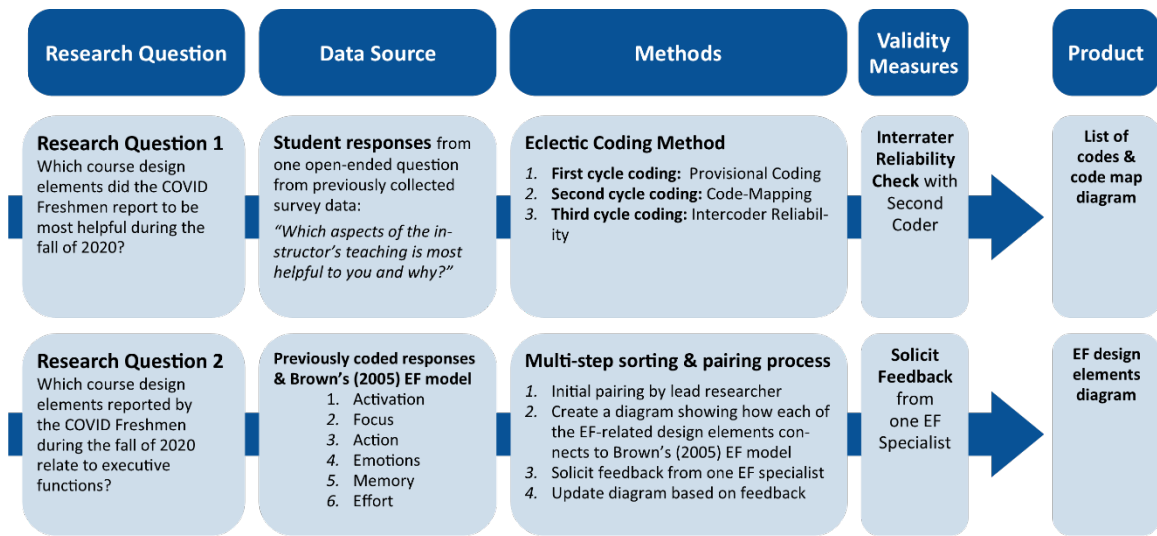 Research Question
Data Source
Methods
Validity
Measures
Product
Research Question 1
Which course design
elements did the COVID
Freshmen report to be
most helpful during the
fall of 2020?
Student responses from
one open-ended question
from previously collected
survey data:
“Which aspects of the in-
structor’s teaching is most
helpful to you and why?”
Eclectic Coding Method
1. First cycle coding: Provisional Coding
2. Second cycle coding: Code-Mapping
3. Third cycle coding: Intercoder Reliabil-
ity
Interrater
Reliability
Check with
Second
Coder
List of
codes &
code map
diagram
Research Question 2
Which course design
elements reported by
the COVID Freshmen
during the fall of 2020
relate to executive
functions?
Previously coded responses
& Brown’s (2005) EF model
1. Activation
2. Focus
3. Action
4. Emotions
5. Memory
6. Effort
Multi-step sorting & pairing process
1. Initial pairing by lead researcher
2. Create a diagram showing how each of
the EF-related design elements con-
nects to Brown’s (2005) EF model
3. Solicit feedback from one EF specialist
4. Update diagram based on feedback
Solicit
Feedback
from
one EF
Specialist
EF design
elements
diagram